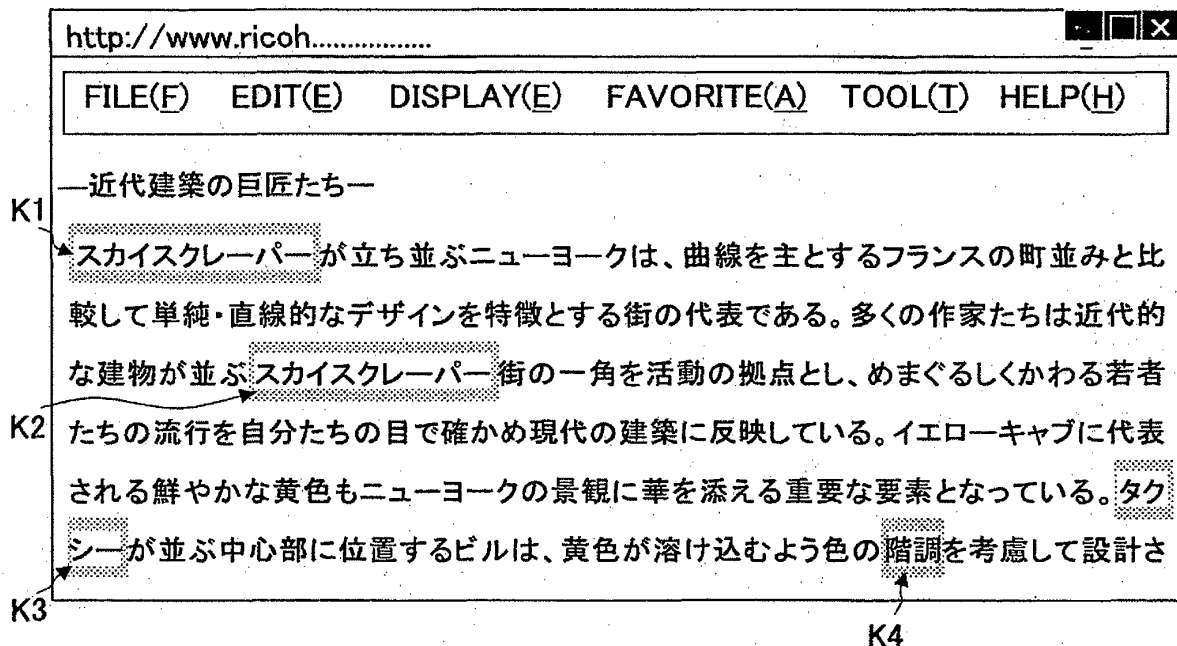 http://www.ricoh.................
FILE(F) EDIT(E) DISPLAY(E) FAVORITE(A) TOOL(T) HELP(H)
―近代建築の巨匠たち―
K1
スカイスクレーパーが立ち並ぶニューヨークは、曲線を主とするフランスの町並みと比
較して単純・直線的なデザインを特徴とする街の代表である。多くの作家たちは近代的
な建物が並ぶスカイスクレーパー街の一角を活動の拠点とし、めまぐるしくかわる若者
K2
たちの流行を自分たちの目で確かめ現代の建築に反映している。イエローキャブに代表
される鮮やかな黄色もニューヨークの景観に華を添える重要な要素となっている。タク
シーが並ぶ中心部に位置するビルは、黄色が溶け込むよう色の階調を考慮して設計さ
K3
K4